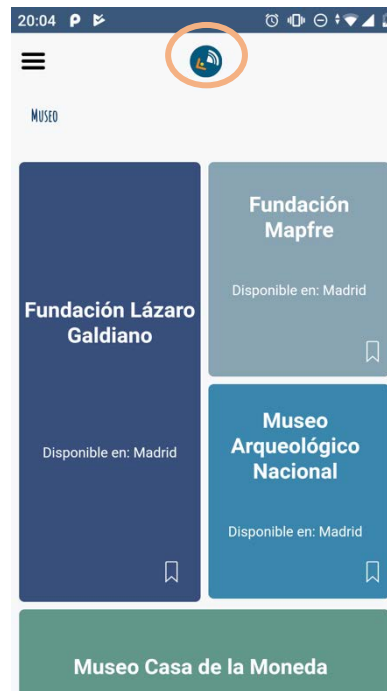 20:04
Museo
Fundación Lázaro
Galdiano
Disponible en: Madrid
Fundación
Mapfre
Disponible en: Madrid
Museo
Arqueológico
Nacional
Disponible en: Madrid
Museo Casa de la Moneda